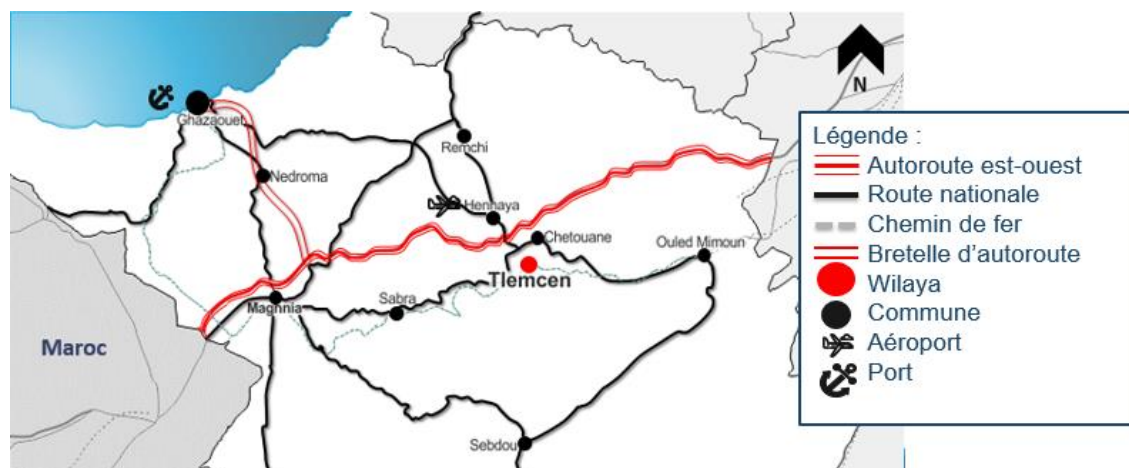 N
Ghazaouet
Remchi
Nedroma
Hennaya
Chetouane
Ouled Mimoun
Tlemcen
Maghnia
Sabra
Maroc
Sebdou
Légende :
Autoroute est-ouest
Route nationale
Chemin de fer
Bretelle d’autoroute
Wilaya
Commune
Aéroport
Port